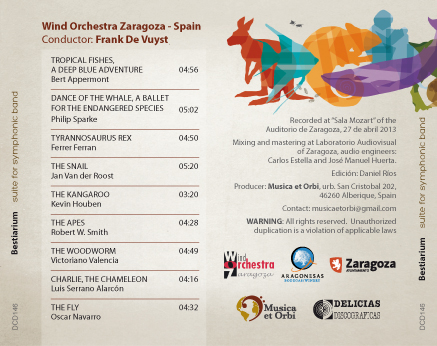 Wind Orchestra Zaragoza - Spain
Conductor: Frank De Vuyst
TROPICAL FISHES,
A DEEP BLUE ADVENTURE 04:56
Bert Appermont
DANCE OF THE WHALE, A BALLET
FOR THE ENDANGERED SPECIES 05:02
Philip Sparke
TYRANNOSAURUS REX 04:50
Ferrer Ferran
THE SNAIL 05:20
Jan Van der Roost
THE KANGAROO 03:20
Kevin Houben
THE APES 04:28
Robert W. Smith
THE WOODWORM 04:49
Victoriano Valencia
CHARLIE, THE CHAMELEON 04:16
Luis Serrano Alarcón
THE FLY 04:32
Oscar Navarro
Recorded at "Sala Mozart" of the
Auditorio de Zaragoza, 27 de abril 2013
Mixing and mastering at Laboratorio Audiovisual
of Zaragoza, audio engineers:
Carlos Estella and José Manuel Huerta.
Edición: Daniel Ríos
Producer: Musica et Orbi, urb. San Cristobal 202,
46260 Alberique, Spain
Contact: musicaetorbi@gmail.com
WARNING: All rights reserved. Unauthorized
duplication is a violation of applicable laws
Wind
Orchestra
Zaragoza
ARAGONESAS
Zaragoza
AYUNTAMIENTO
Musica
et Orbi
DELICIAS
DISCOGRAFICAS
Bestiarium suite for symphonic band
DCD146
Bestiarium suite for symphonic band
DCD146